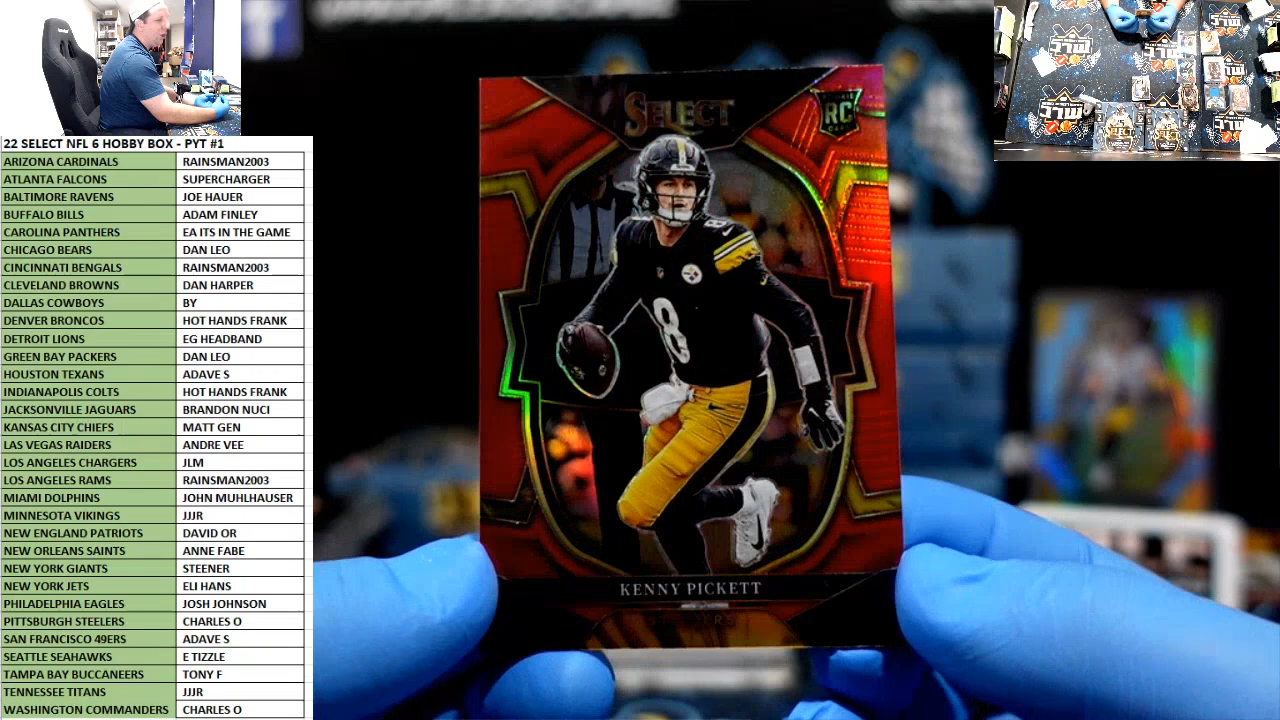 22 SELECT NFL 6 HOBBY BOX - PYT #1
ARIZONA CARDINALS RAINSMAN2003
ATLANTA FALCONS SUPERCHARGER
BALTIMORE RAVENS JOE HAUER
BUFFALO BILLS ADAM FINLEY
CAROLINA PANTHERS EA ITS IN THE GAME
CHICAGO BEARS DAN LEO
CINCINNATI BENGALS RAINSMAN2003
CLEVELAND BROWNS DAN HARPER
DALLAS COWBOYS BY
DENVER BRONCOS HOT HANDS FRANK
DETROIT LIONS EG HEADBAND
GREEN BAY PACKERS DAN LEO
HOUSTON TEXANS ADAVE S
INDIANAPOLIS COLTS HOT HANDS FRANK
JACKSONVILLE JAGUARS BRANDON NUCI
KANSAS CITY CHIEFS MATT GEN
LAS VEGAS RAIDERS ANDRE VEE
LOS ANGELES CHARGERS JLM
LOS ANGELES RAMS RAINSMAN2003
MIAMI DOLPHINS JOHN MUHLHAUSER
MINNESOTA VIKINGS JJJR
NEW ENGLAND PATRIOTS DAVID OR
NEW ORLEANS SAINTS ANNE FABE
NEW YORK GIANTS STEENER
NEW YORK JETS ELI HANS
PHILADELPHIA EAGLES JOSH JOHNSON
PITTSBURGH STEELERS CHARLES O
SAN FRANCISCO 49ERS ADAVE S
SEATTLE SEAHAWKS E TIZZLE
TAMPA BAY BUCCANEERS TONY F
TENNESSEE TITANS JJJR
WASHINGTON COMMANDERS CHARLES O
SELECT
RC
8
8
KENNY PICKETT
STEELERS